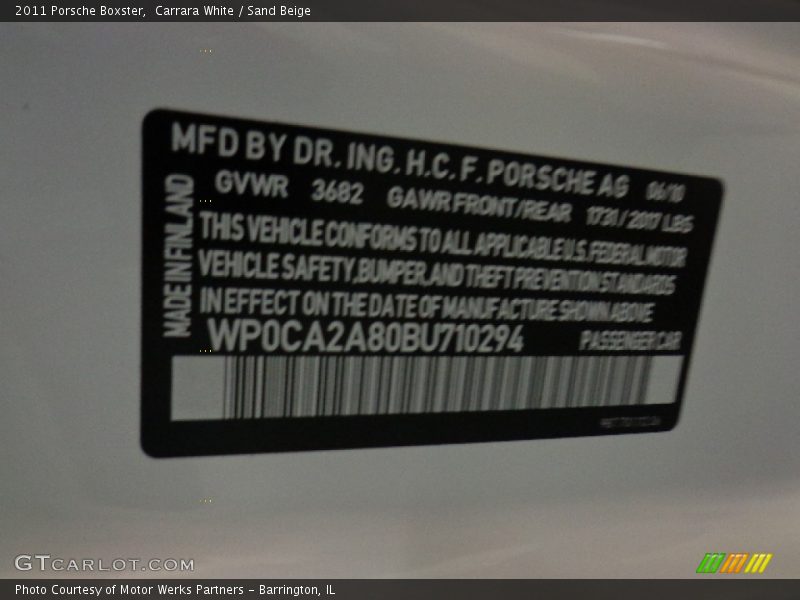 2011 Porsche Boxster,  Carrara White / Sand Beige
MFD BY DR. ING. H.C. F. PORSCHE AG 06/10
GVWR 3682 GAWR FRONT/REAR 1731/2017 LBS
THIS VEHICLE CONFORMS TO ALL APPLICABLE U.S. FEDERAL MOTOR
VEHICLE SAFETY, BUMPER, AND THEFT PREVENTION STANDARDS
IN EFFECT ON THE DATE OF MANUFACTURE SHOWN ABOVE
WP0CA2A80BU710294 PASSENGER CAR
MADE IN FINLAND
GTCARLOT.COM
Photo Courtesy of Motor Werks Partners - Barrington, IL